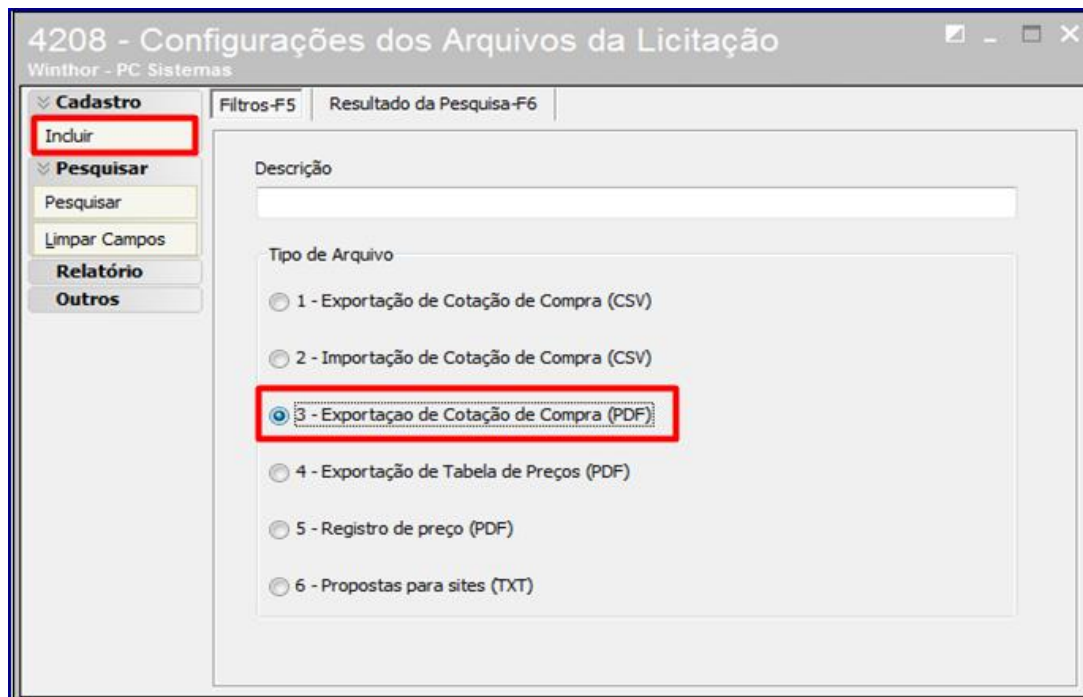 4208 - Configurações dos Arquivos da Licitação
Winthor - PC Sistemas
Cadastro
Incluir
Pesquisar
Pesquisar
Limpar Campos
Relatório
Outros
Filtros-F5
Resultado da Pesquisa-F6
Descrição
Tipo de Arquivo
1 - Exportação de Cotação de Compra (CSV)
2 - Importação de Cotação de Compra (CSV)
3 - Exportaçao de Cotação de Compra (PDF)
4 - Exportação de Tabela de Preços (PDF)
5 - Registro de preço (PDF)
6 - Propostas para sites (TXT)